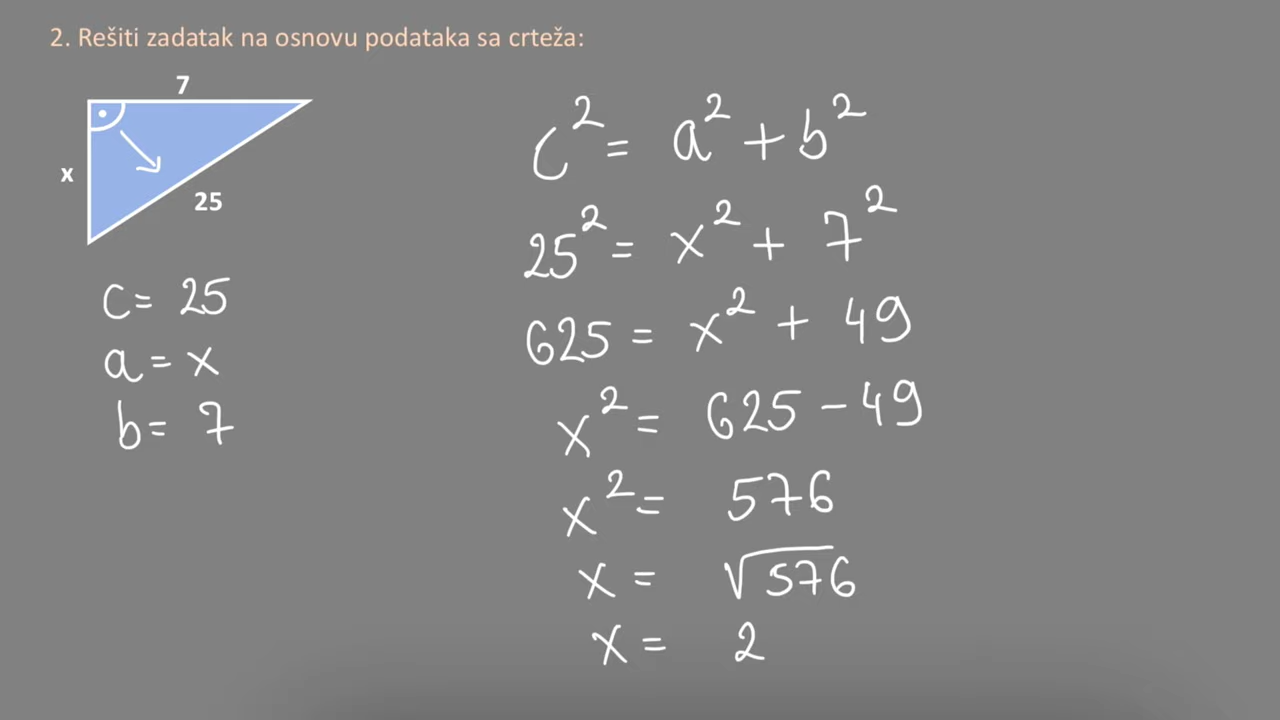 2. Rešiti zadatak na osnovu podataka sa crteža:
7
x
25
c = 25
a = x
b = 7
c² = a² + b²
25² = x² + 7²
625 = x² + 49
x² = 625 - 49
x² = 576
x = √576
x = 2